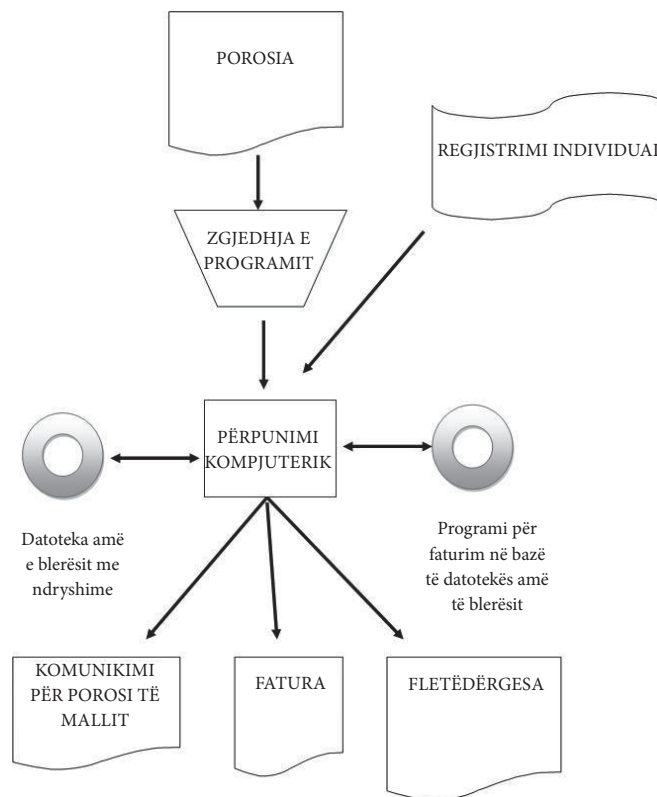 POROSIA
REGJISTRIMI INDIVIDUAL
ZGJEDHJA E
PROGRAMIT
PËRPUNIMI
KOMPJUTERIK
Datoteka amë
e blerësit me
ndryshime
Programi për
faturim në bazë
të datotekës amë
të blerësit
KOMUNIKIMI
PËR POROSI TË
MALLIT
FATURA
FLETËDËRGESA